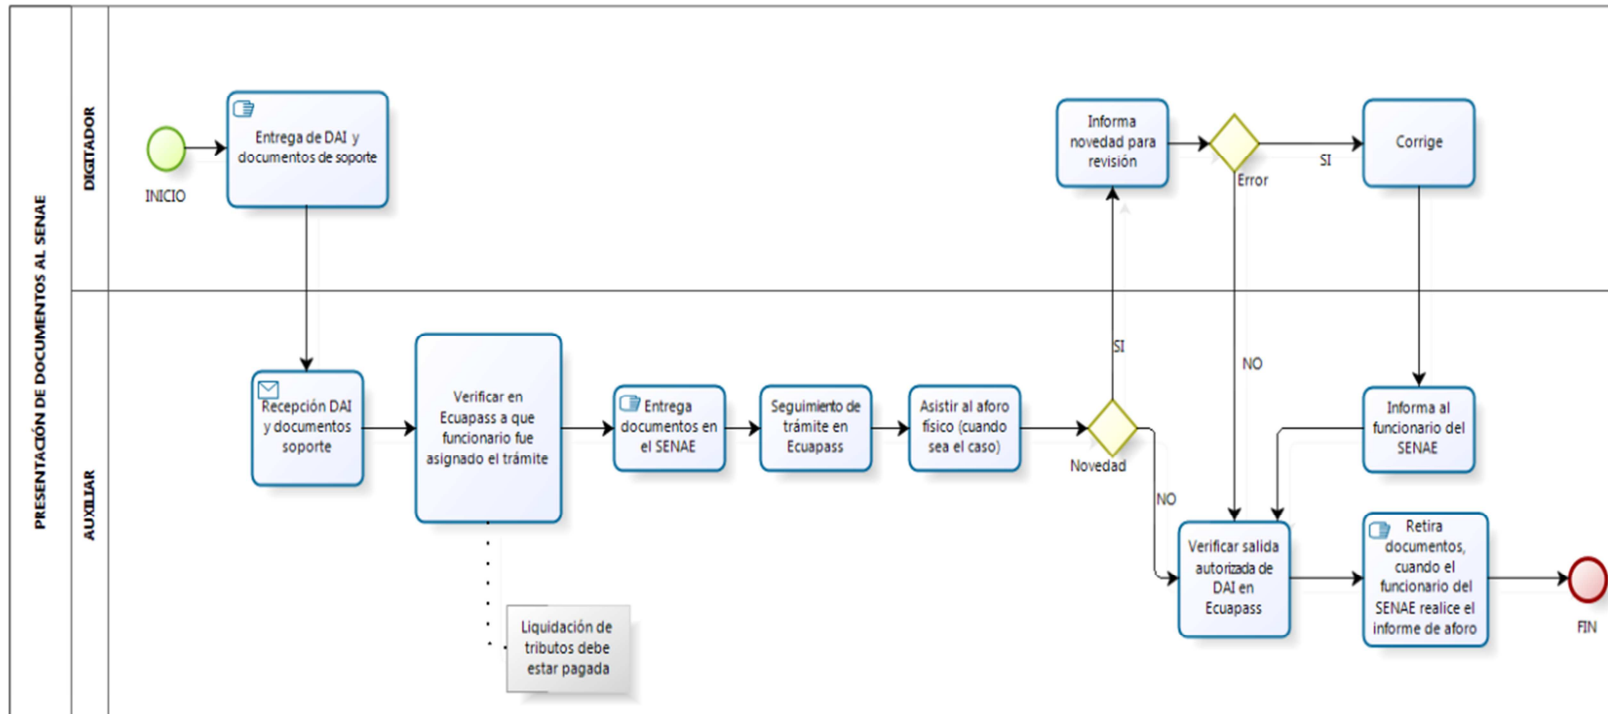 PRESENTACIÓN DE DOCUMENTOS AL SENAE
DIGITADOR
INICIO
Entrega de DAI y
documentos de soporte
Informa
novedad para
revisión
Error
SI
Corrige
NO
AUXILIAR
Recepción DAI
y documentos
soporte
Verificar en
Ecuapass a que
funcionario fue
asignado el trámite
Liquidación de
tributos debe
estar pagada
Entrega
documentos en
el SENAE
Seguimiento de
trámite en
Ecuapass
Asistir al aforo
físico (cuando
sea el caso)
Novedad
SI
NO
Informa al
funcionario del
SENAE
Verificar salida
autorizada de
DAI en
Ecuapass
Retira
documentos,
cuando el
funcionario del
SENAE realice el
informe de aforo
FIN